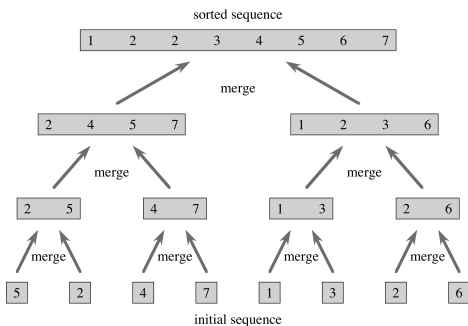 sorted sequence
1 2 2 3 4 5 6 7
merge
2 4 5 7
1 2 3 6
merge
merge
2 5
4 7
1 3
2 6
merge
merge
merge
merge
5 2 4 7 1 3 2 6
initial sequence